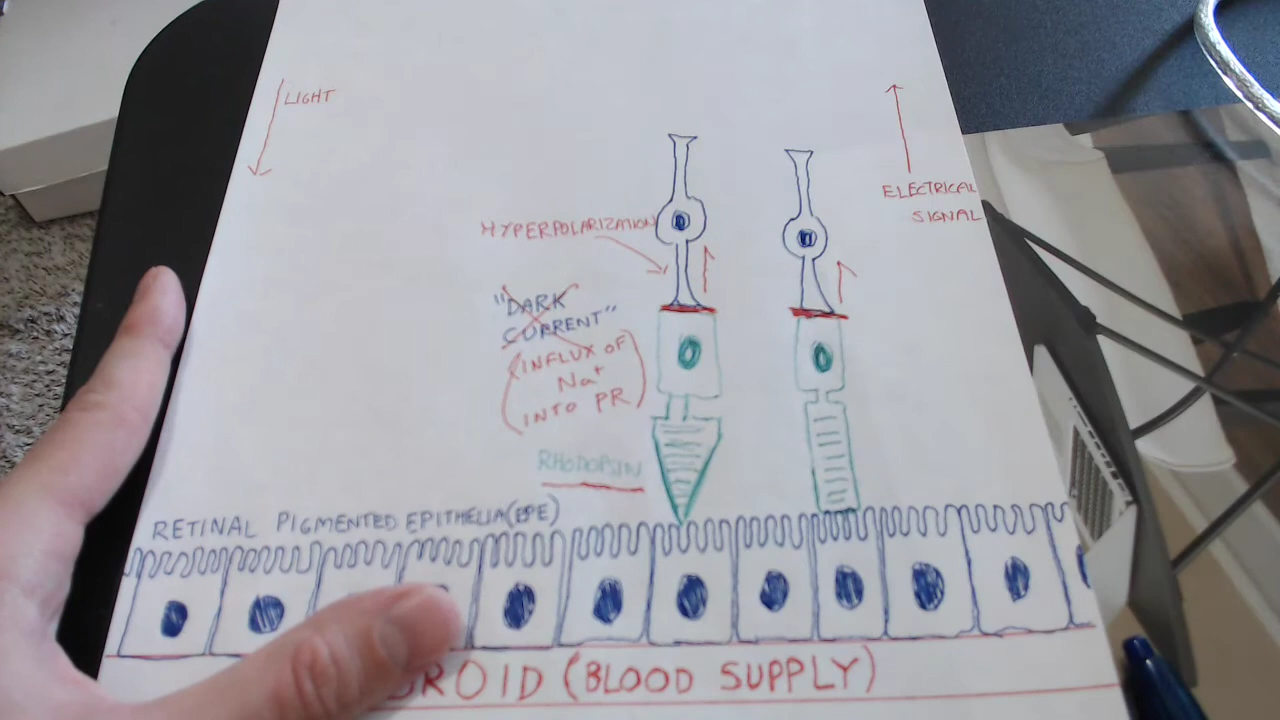 LIGHT
ELECTRICAL
SIGNAL
HYPERPOLARIZATION
"DARK
CURRENT"
(INFLUX OF
Na+
INTO PR)
RHODOPSIN
RETINAL PIGMENTED EPITHELIA (RPE)
ROID (BLOOD SUPPLY)